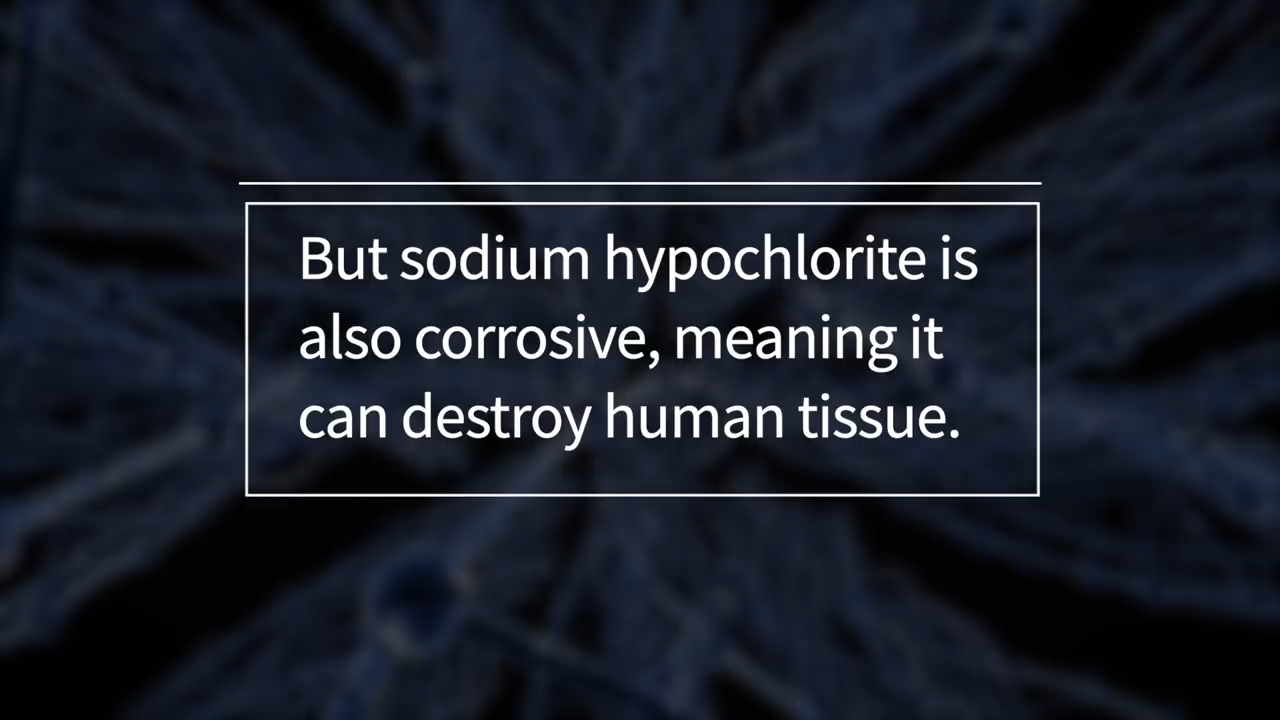 But sodium hypochlorite is
also corrosive, meaning it
can destroy human tissue.